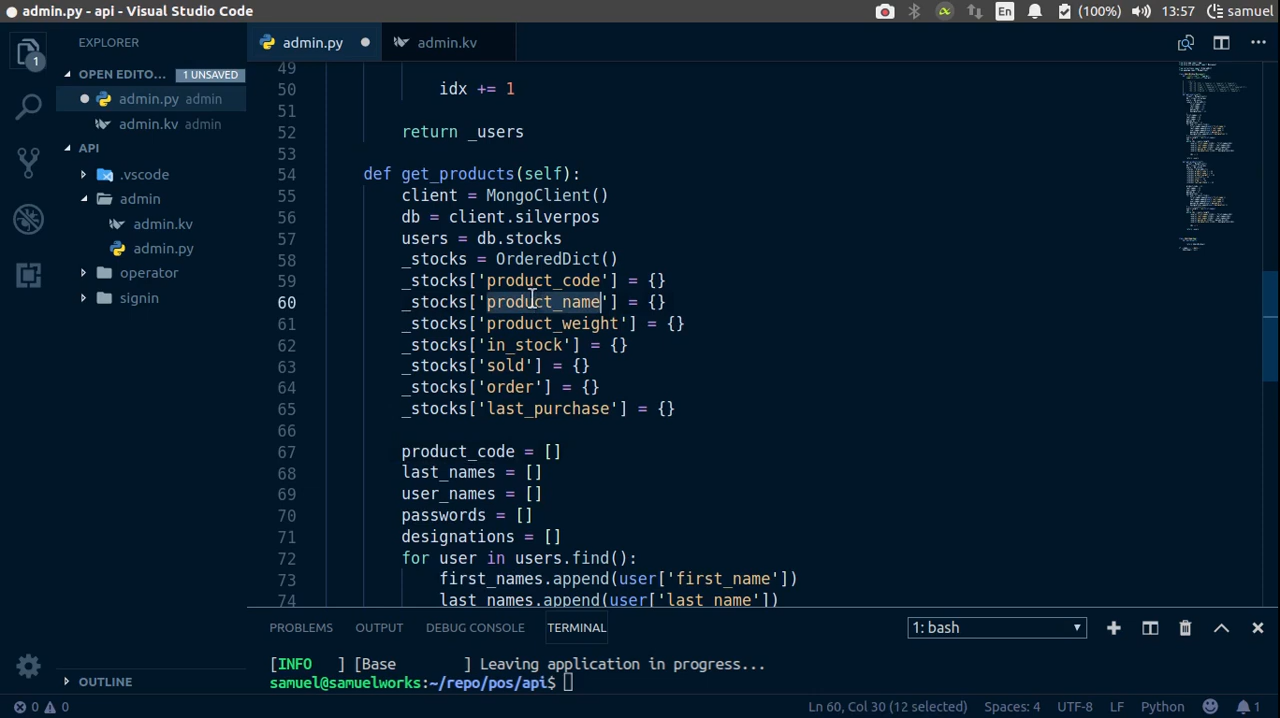 admin.py - api - Visual Studio Code
En
(100%)
13:57
samuel
EXPLORER
admin.py
admin.kv
1
OPEN EDITO...
1 UNSAVED
admin.py admin
admin.kv admin
API
.vscode
admin
admin.kv
admin.py
operator
signin
OUTLINE
49
50 idx += 1
51
52 return _users
53
54 def get_products(self):
55 client = MongoClient()
56 db = client.silverpos
57 users = db.stocks
58 _stocks = OrderedDict()
59 _stocks['product_code'] = {}
60 _stocks['product_name'] = {}
61 _stocks['product_weight'] = {}
62 _stocks['in_stock'] = {}
63 _stocks['sold'] = {}
64 _stocks['order'] = {}
65 _stocks['last_purchase'] = {}
66
67 product_code = []
68 last_names = []
69 user_names = []
70 passwords = []
71 designations = []
72 for user in users.find():
73 first_names.append(user['first_name'])
74 last_names.append(user['last_name'])
PROBLEMS
OUTPUT
DEBUG CONSOLE
TERMINAL
1: bash
[INFO   ] [Base        ] Leaving application in progress...
samuel@samuelworks:~/repo/pos/api$
0
0
Ln 60, Col 30 (12 selected)
Spaces: 4
UTF-8
LF
Python
1